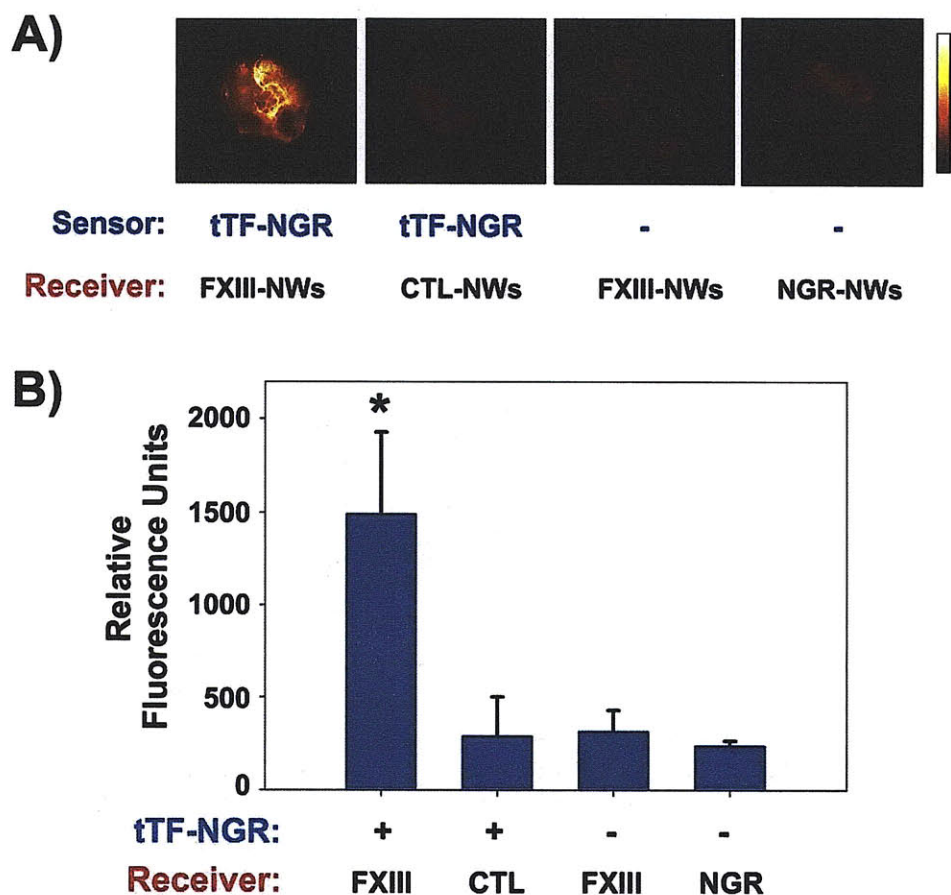 A)
Sensor: tTF-NGR tTF-NGR - -
Receiver: FXIII-NWs CTL-NWs FXIII-NWs NGR-NWs
B)
Relative
Fluorescence Units
2000
1500
1000
500
0
*
tTF-NGR: + + - -
Receiver: FXIII CTL FXIII NGR